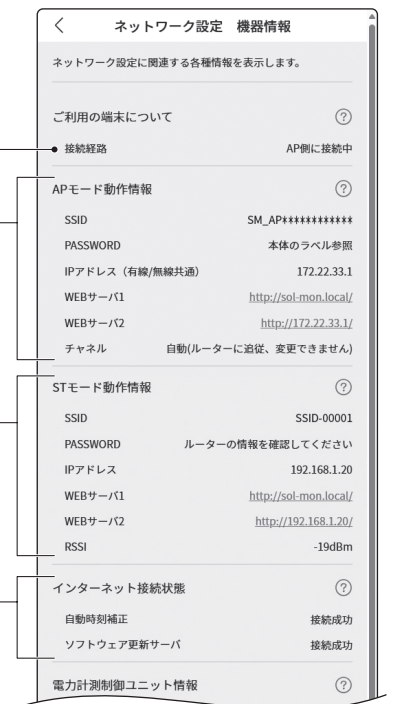 ネットワーク設定　機器情報
ネットワーク設定に関連する各種情報を表示します。
ご利用の端末について ?
接続経路 AP側に接続中
APモード動作情報 ?
SSID SM_AP************
PASSWORD 本体のラベル参照
IPアドレス（有線/無線共通） 172.22.33.1
WEBサーバ1 http://sol-mon.local/
WEBサーバ2 http://172.22.33.1/
チャネル 自動(ルーターに追従、変更できません)
STモード動作情報 ?
SSID SSID-00001
PASSWORD ルーターの情報を確認してください
IPアドレス 192.168.1.20
WEBサーバ1 http://sol-mon.local/
WEBサーバ2 http://192.168.1.20/
RSSI -19dBm
インターネット接続状態 ?
自動時刻補正 接続成功
ソフトウェア更新サーバ 接続成功
電力計測制御ユニット情報 ?